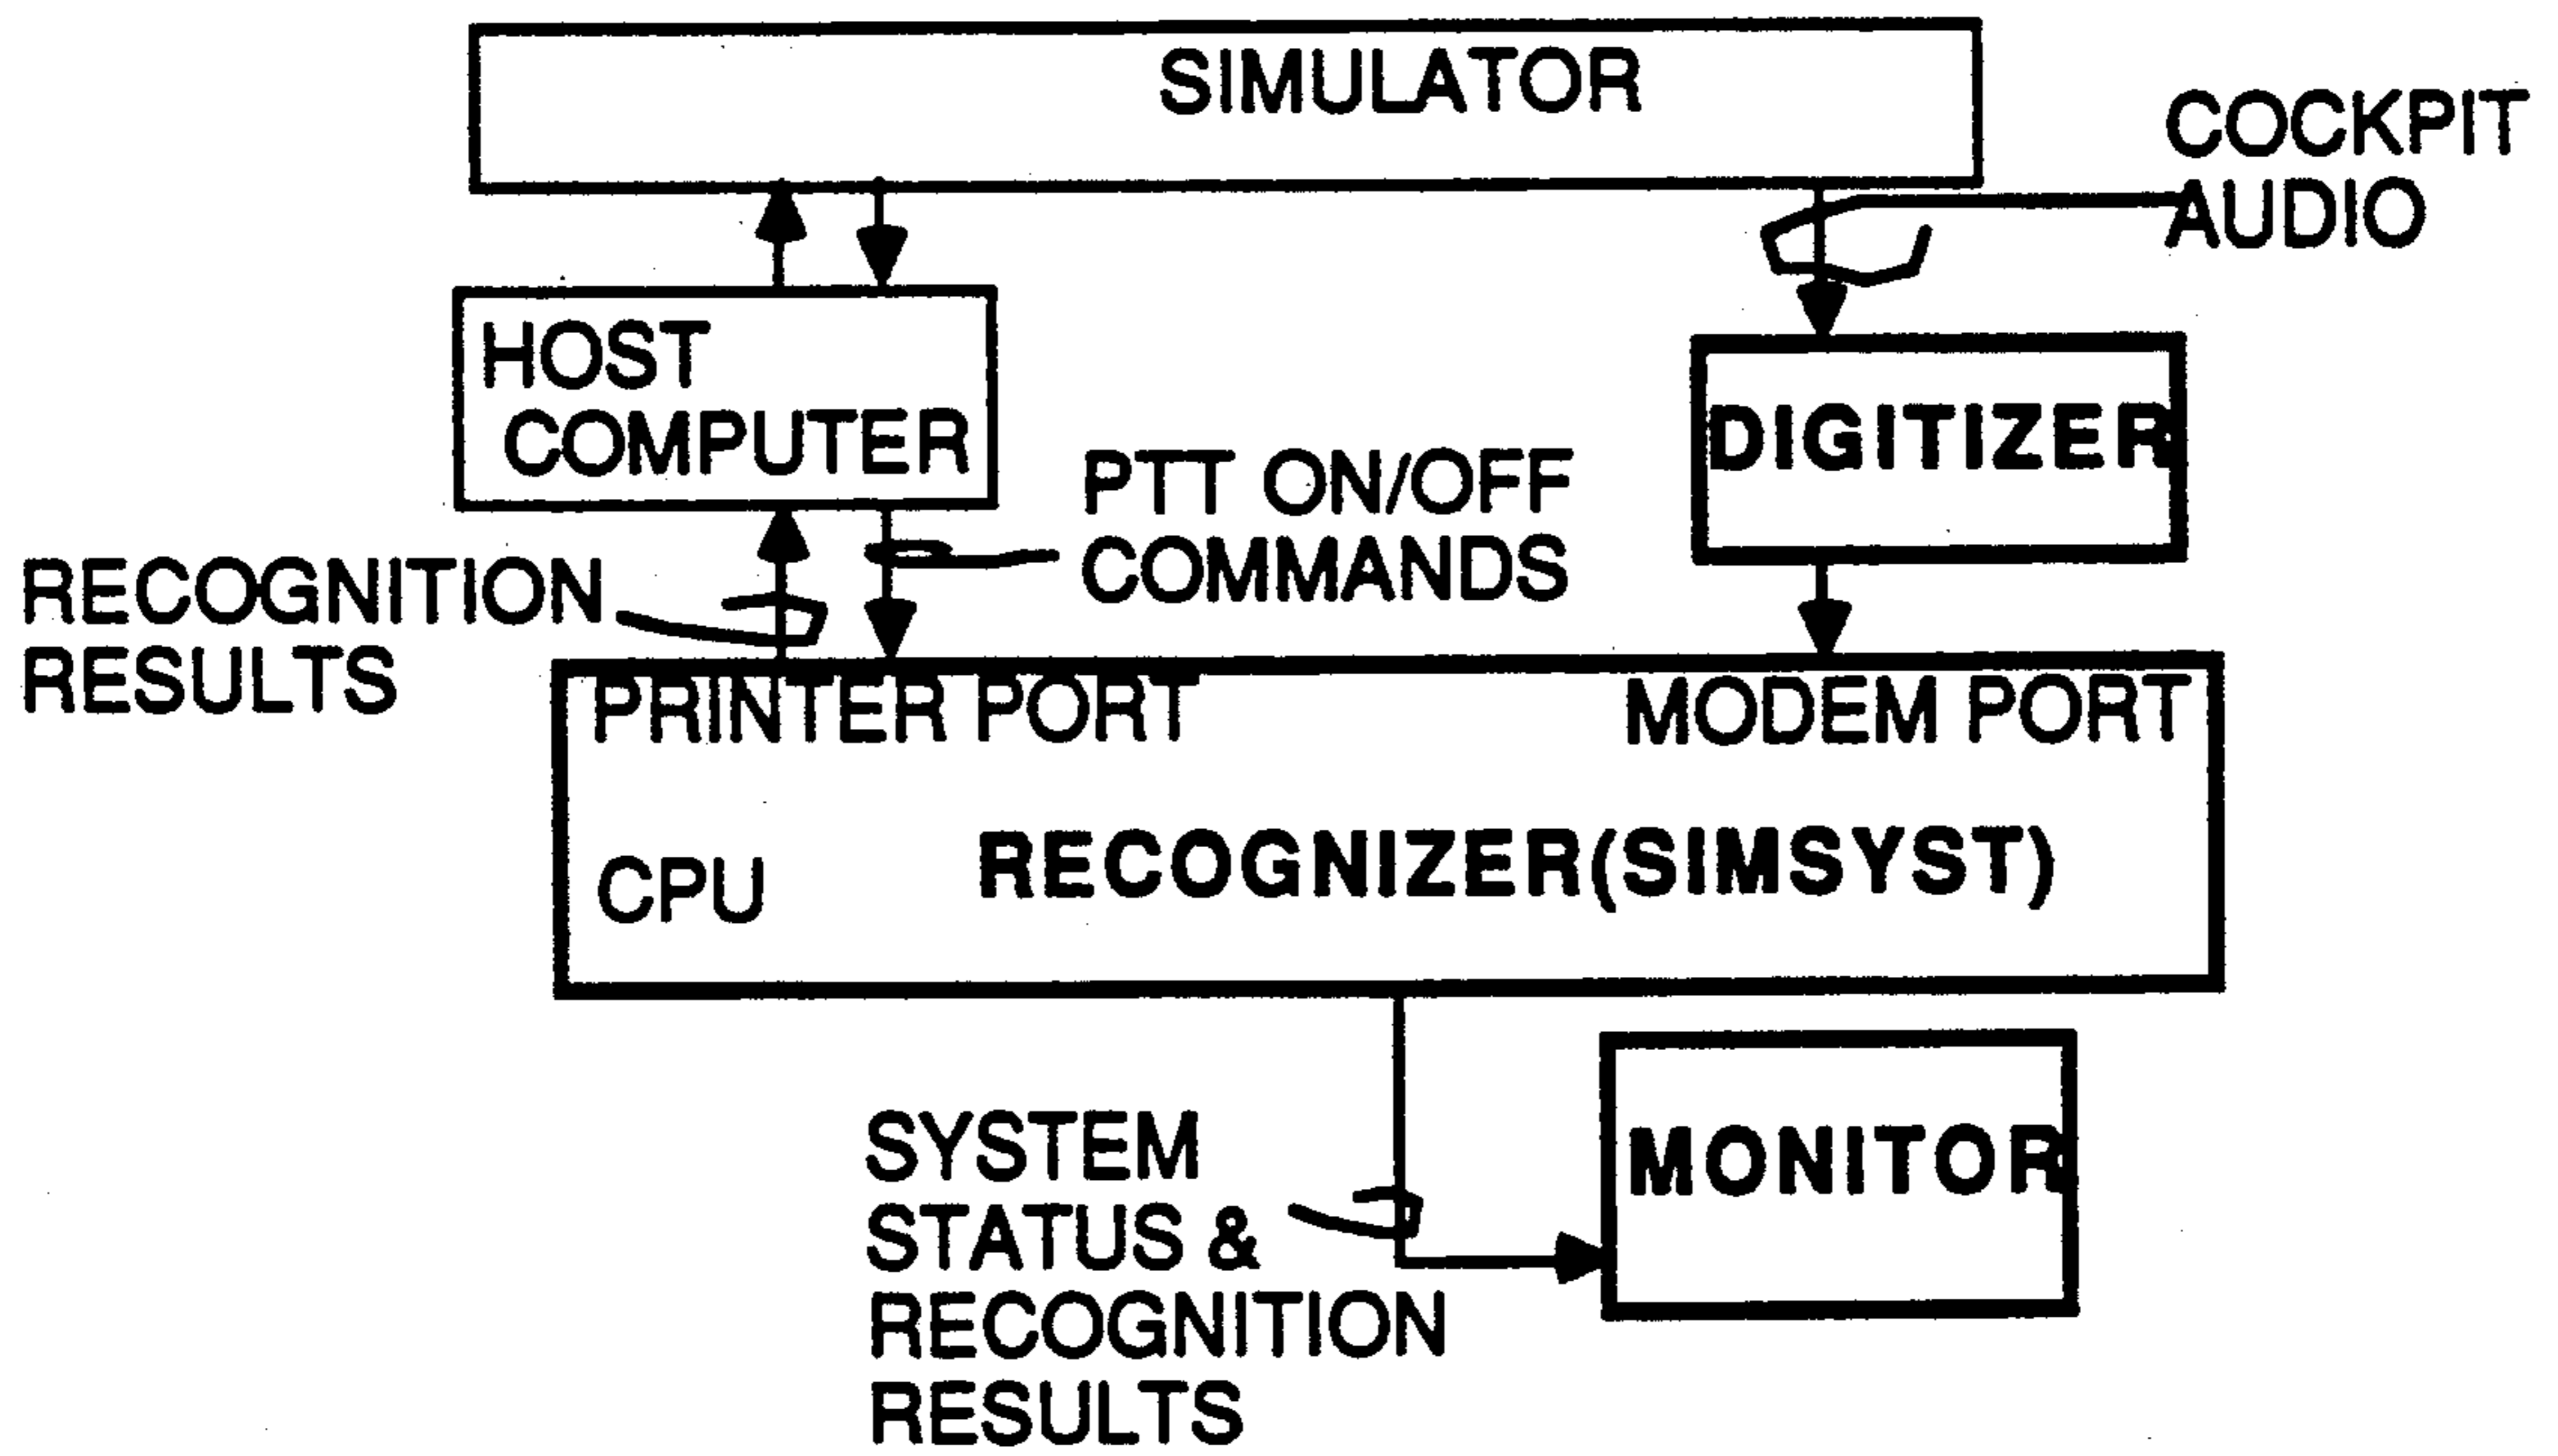 SIMULATOR
COCKPIT
AUDIO
HOST
COMPUTER
DIGITIZER
PTT ON/OFF
COMMANDS
RECOGNITION
RESULTS
PRINTER PORT
MODEM PORT
CPU
RECOGNIZER(SIMSYST)
SYSTEM
STATUS &
RECOGNITION
RESULTS
MONITOR